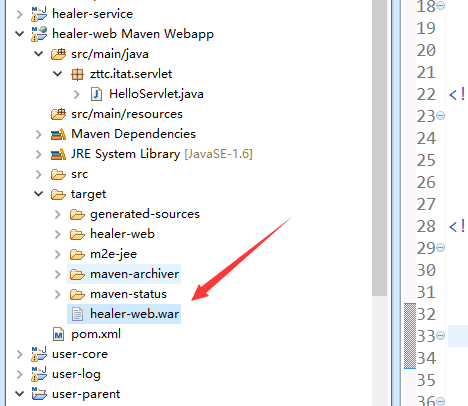 healer-service
healer-web Maven Webapp
src/main/java
zttc.itat.servlet
HelloServlet.java
src/main/resources
Maven Dependencies
JRE System Library [JavaSE-1.6]
src
target
generated-sources
healer-web
m2e-jee
maven-archiver
maven-status
healer-web.war
pom.xml
user-core
user-log
user-parent
18
19
20
21
22 <!
23
24
25
26
27
28 <!
29
30
31
32
33
34
35
36